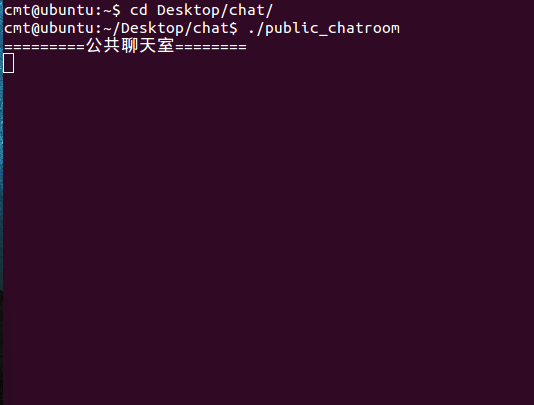 cmt@ubuntu:~$ cd Desktop/chat/
cmt@ubuntu:~/Desktop/chat$ ./public_chatroom
=========公共聊天室========